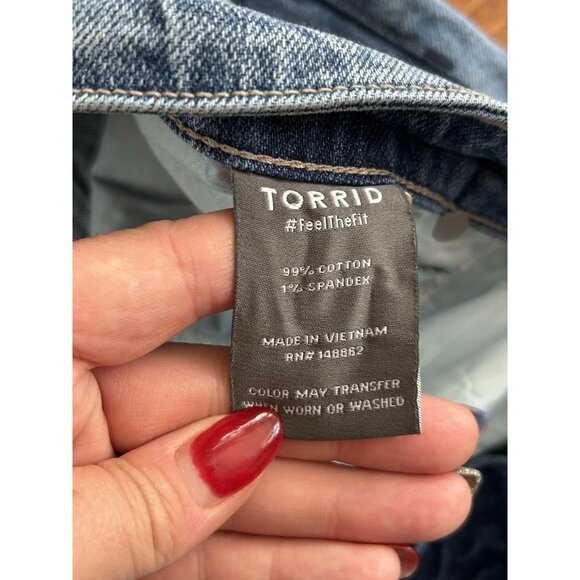 TORRID
#FeelTheFit
99% COTTON
1% SPANDEX
MADE IN VIETNAM
RN# 148862
COLOR MAY TRANSFER
WHEN WORN OR WASHED